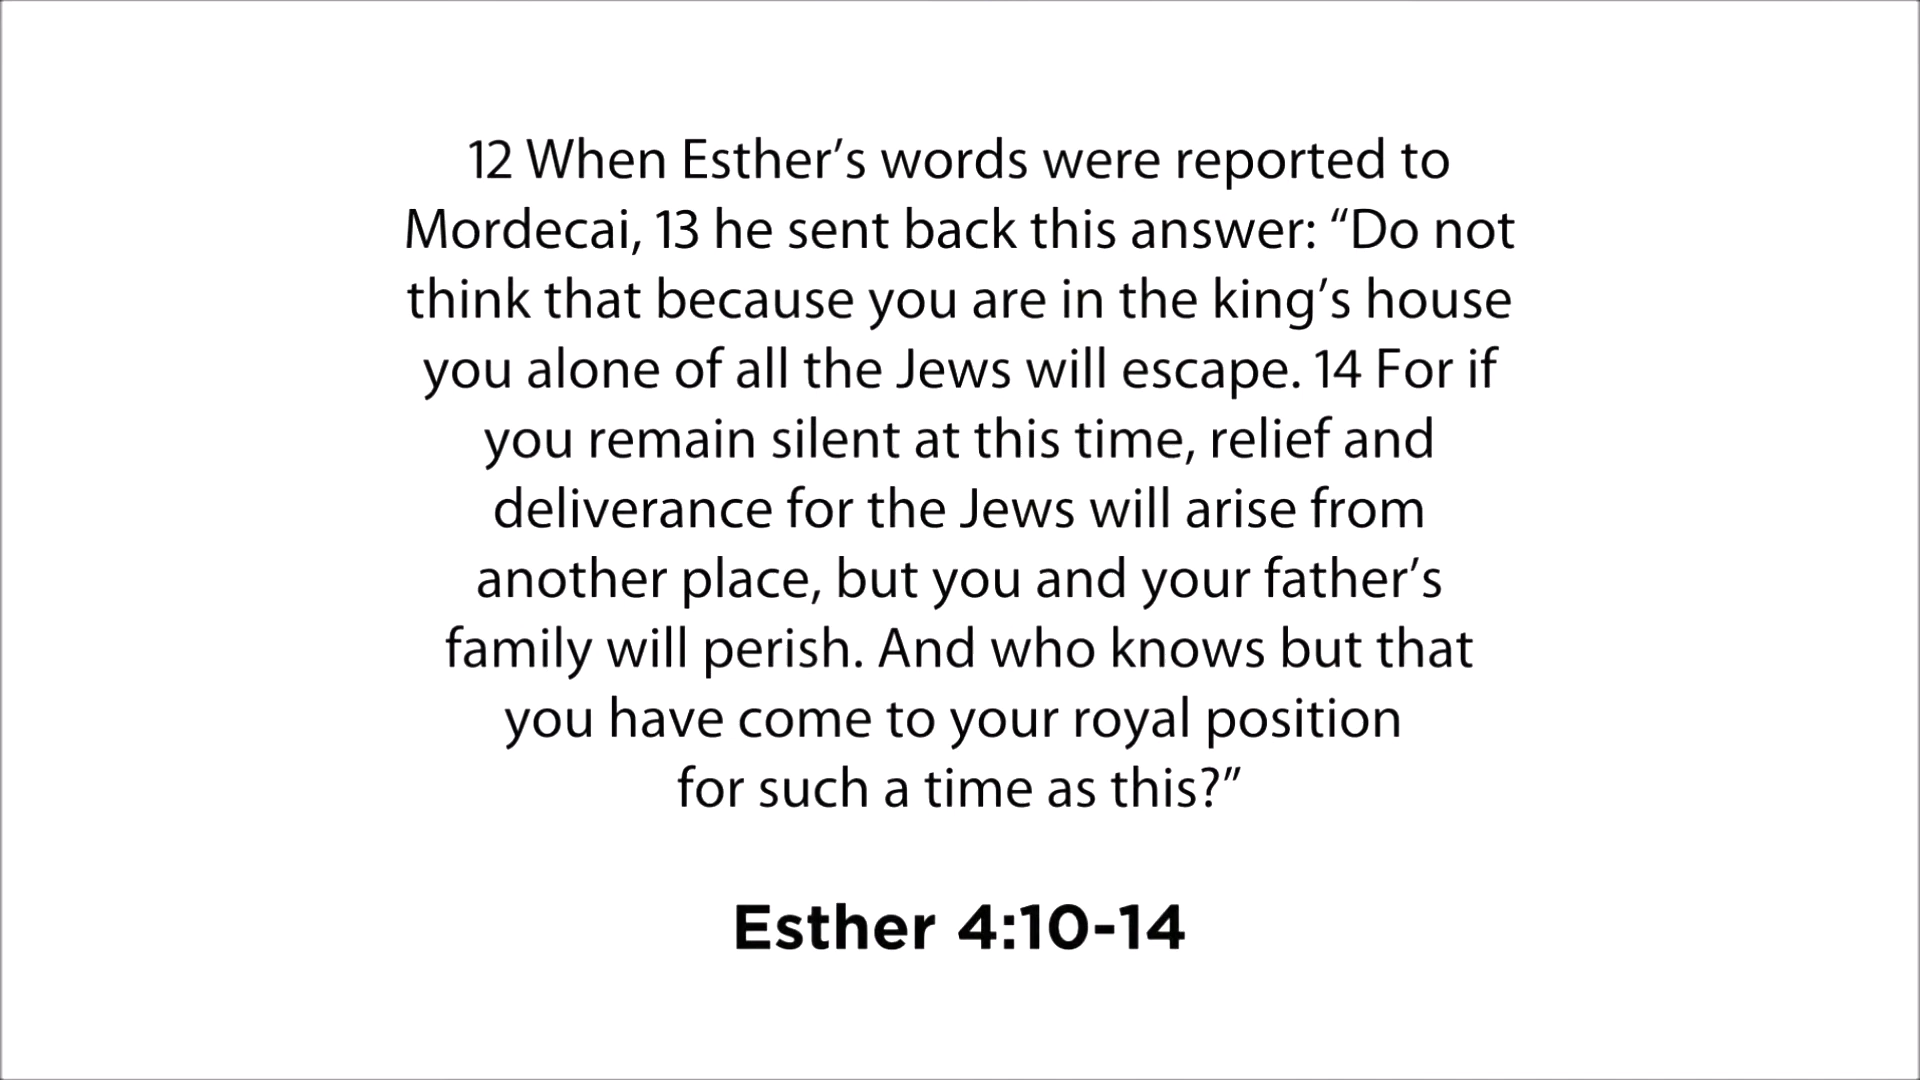 12 When Esther’s words were reported to
Mordecai, 13 he sent back this answer: “Do not
think that because you are in the king’s house
you alone of all the Jews will escape. 14 For if
you remain silent at this time, relief and
deliverance for the Jews will arise from
another place, but you and your father’s
family will perish. And who knows but that
you have come to your royal position
for such a time as this?”
Esther 4:10-14